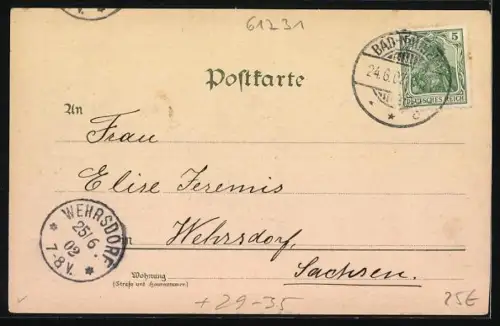 61231
Postkarte
5
BAD-
24.6.02
DEUTSCHES REICH
c
An
Frau
Elise Jeremis
WEHRSDORF
25/6.
02
7-8 V.
in
Wehrsdorf,
Sachsen.
Wohnung
(Straße und Hausnummer)
+29-35
25€
V.